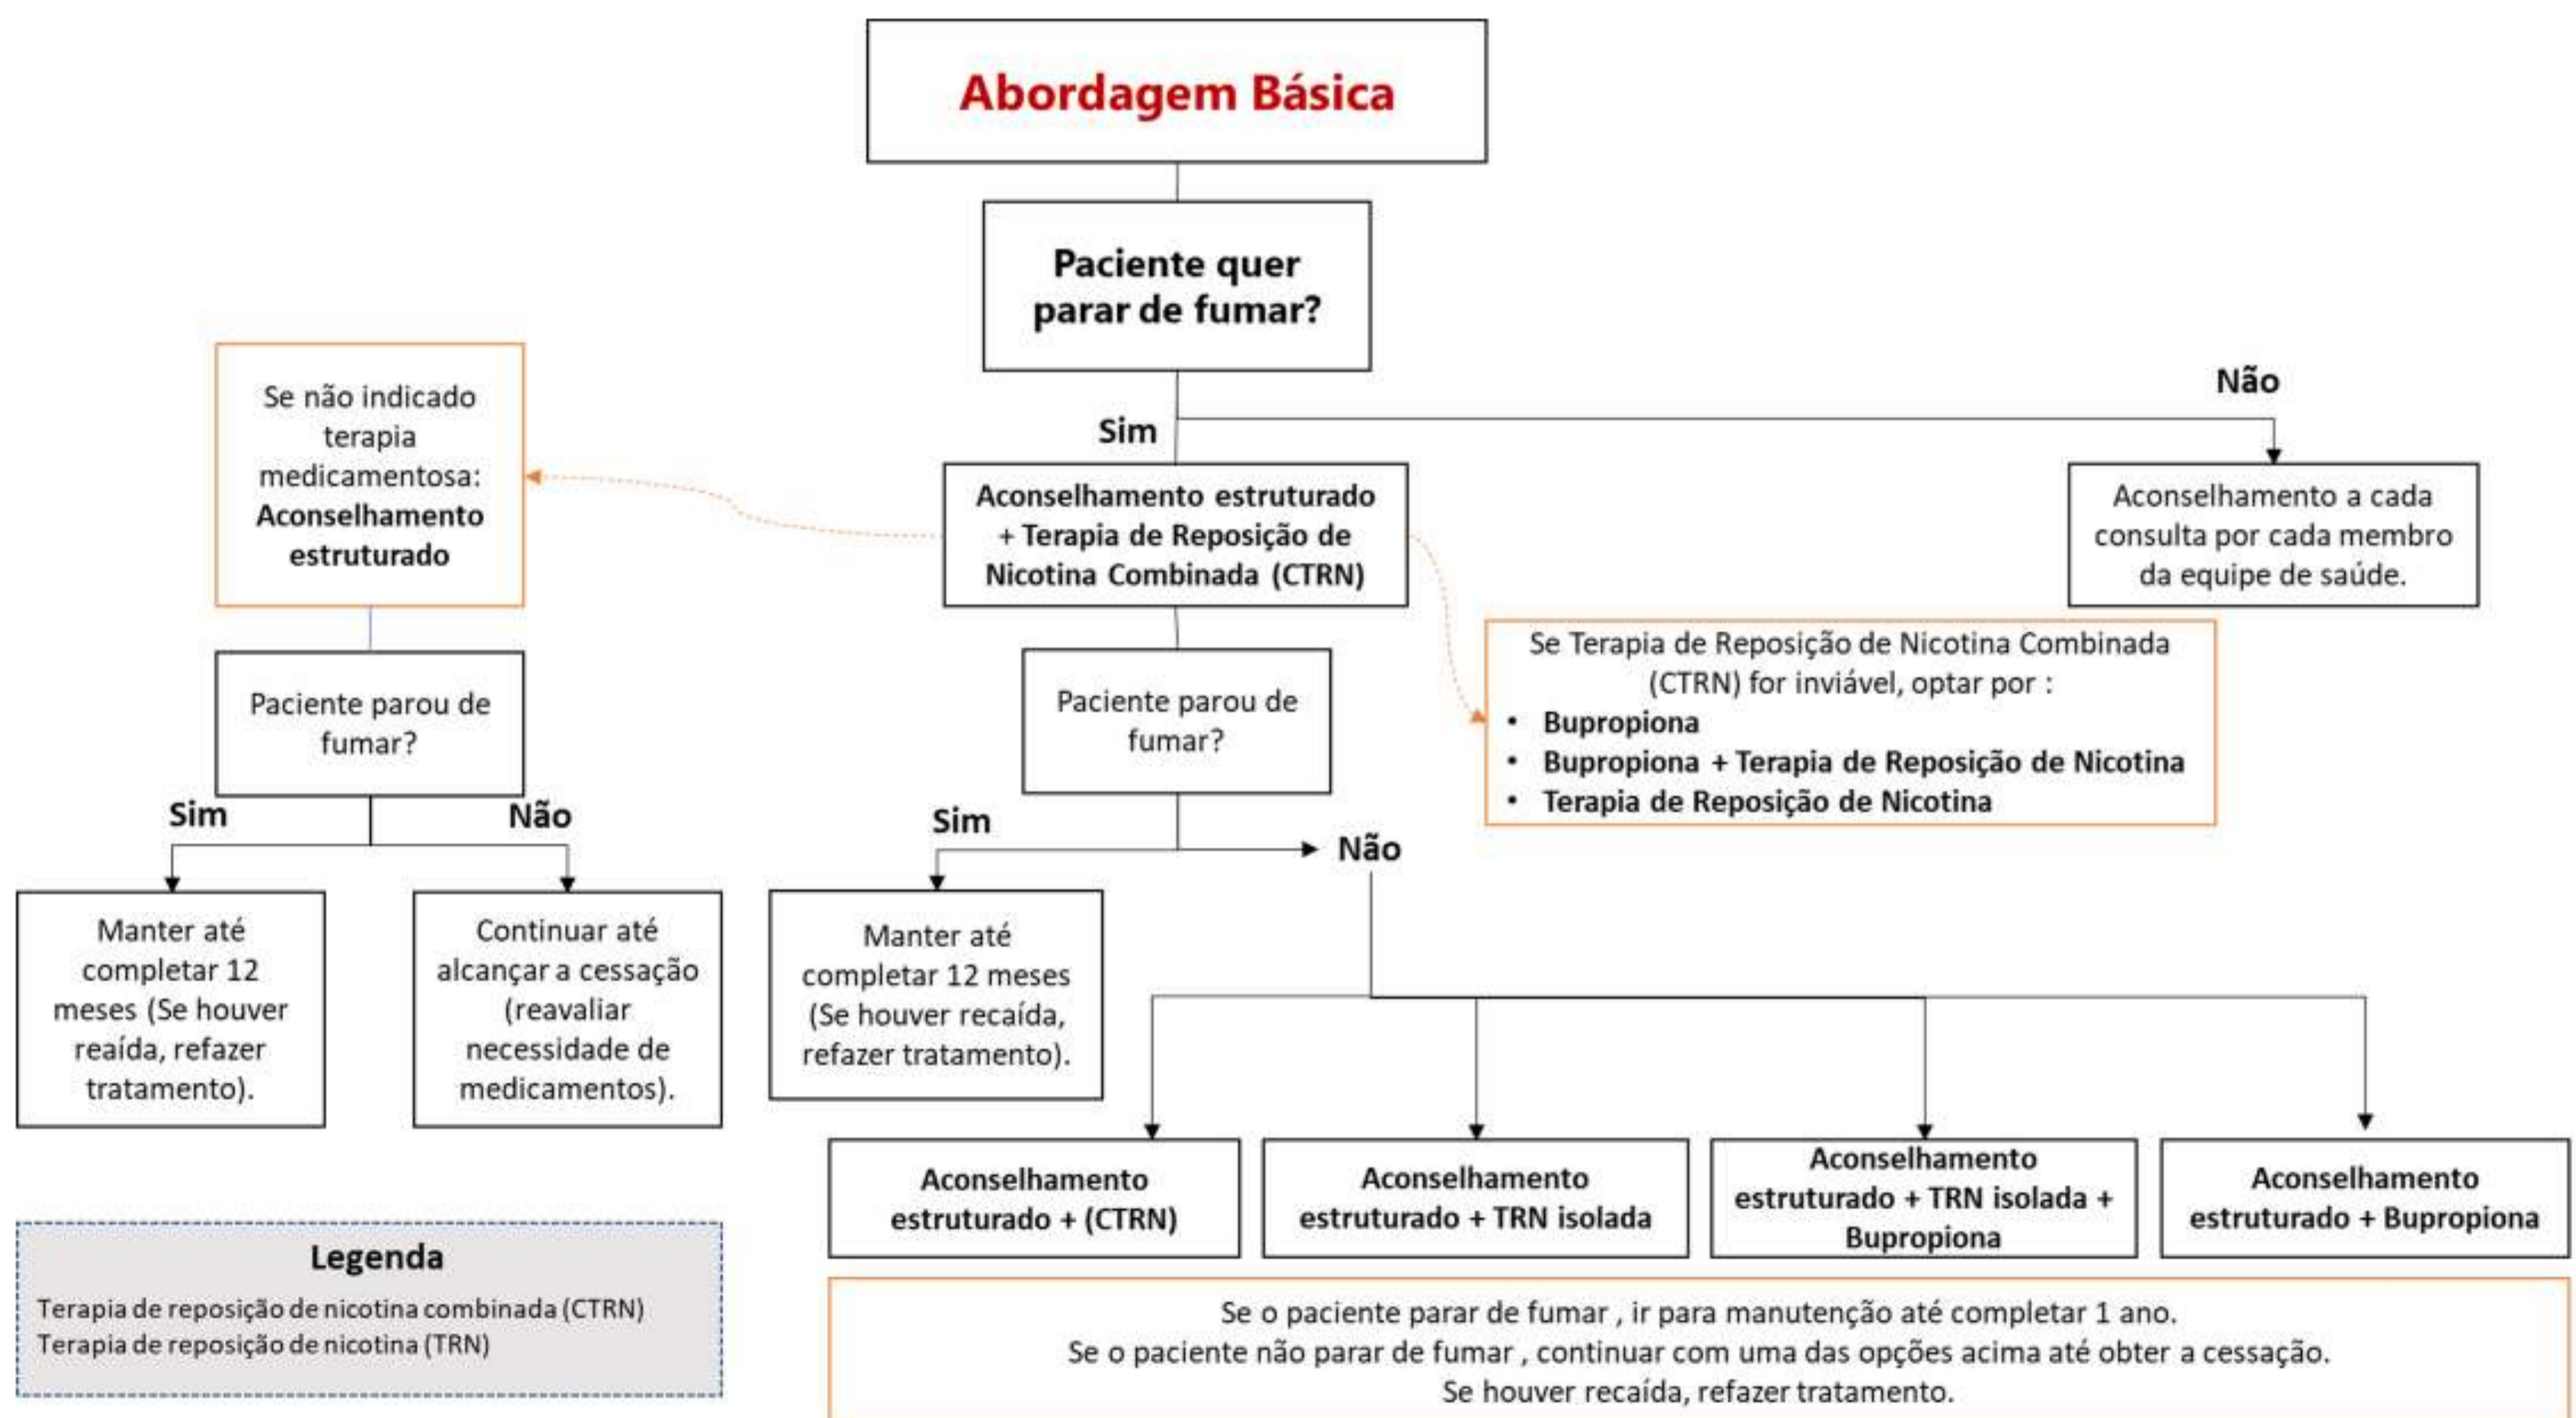 Abordagem Básica
Paciente quer
parar de fumar?
Sim
Não
Se não indicado
terapia
medicamentosa:
Aconselhamento
estruturado
Aconselhamento estruturado
+ Terapia de Reposição de
Nicotina Combinada (CTRN)
Aconselhamento a cada
consulta por cada membro
da equipe de saúde.
Se Terapia de Reposição de Nicotina Combinada
(CTRN) for inviável, optar por :
• Bupropiona
• Bupropiona + Terapia de Reposição de Nicotina
• Terapia de Reposição de Nicotina
Paciente parou de
fumar?
Sim
Não
Manter até
completar 12
meses (Se houver
reaída, refazer
tratamento).
Continuar até
alcançar a cessação
(reavaliar
necessidade de
medicamentos).
Paciente parou de
fumar?
Sim
Não
Manter até
completar 12 meses
(Se houver recaída,
refazer tratamento).
Aconselhamento
estruturado + (CTRN)
Aconselhamento
estruturado + TRN isolada
Aconselhamento
estruturado + TRN isolada +
Bupropiona
Aconselhamento
estruturado + Bupropiona
Se o paciente parar de fumar , ir para manutenção até completar 1 ano.
Se o paciente não parar de fumar , continuar com uma das opções acima até obter a cessação.
Se houver recaída, refazer tratamento.
Legenda
Terapia de reposição de nicotina combinada (CTRN)
Terapia de reposição de nicotina (TRN)